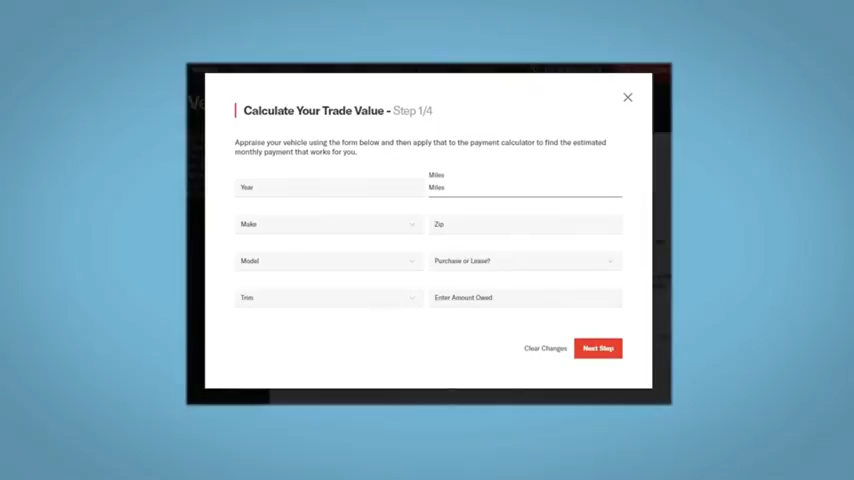 Calculate Your Trade Value - Step 1/4
Appraise your vehicle using the form below and then apply that to the payment calculator to find the estimated
monthly payment that works for you.
Miles
Year
Miles
Make
Zip
Model
Purchase or Lease?
Trim
Enter Amount Owed
Clear Changes
Next Step